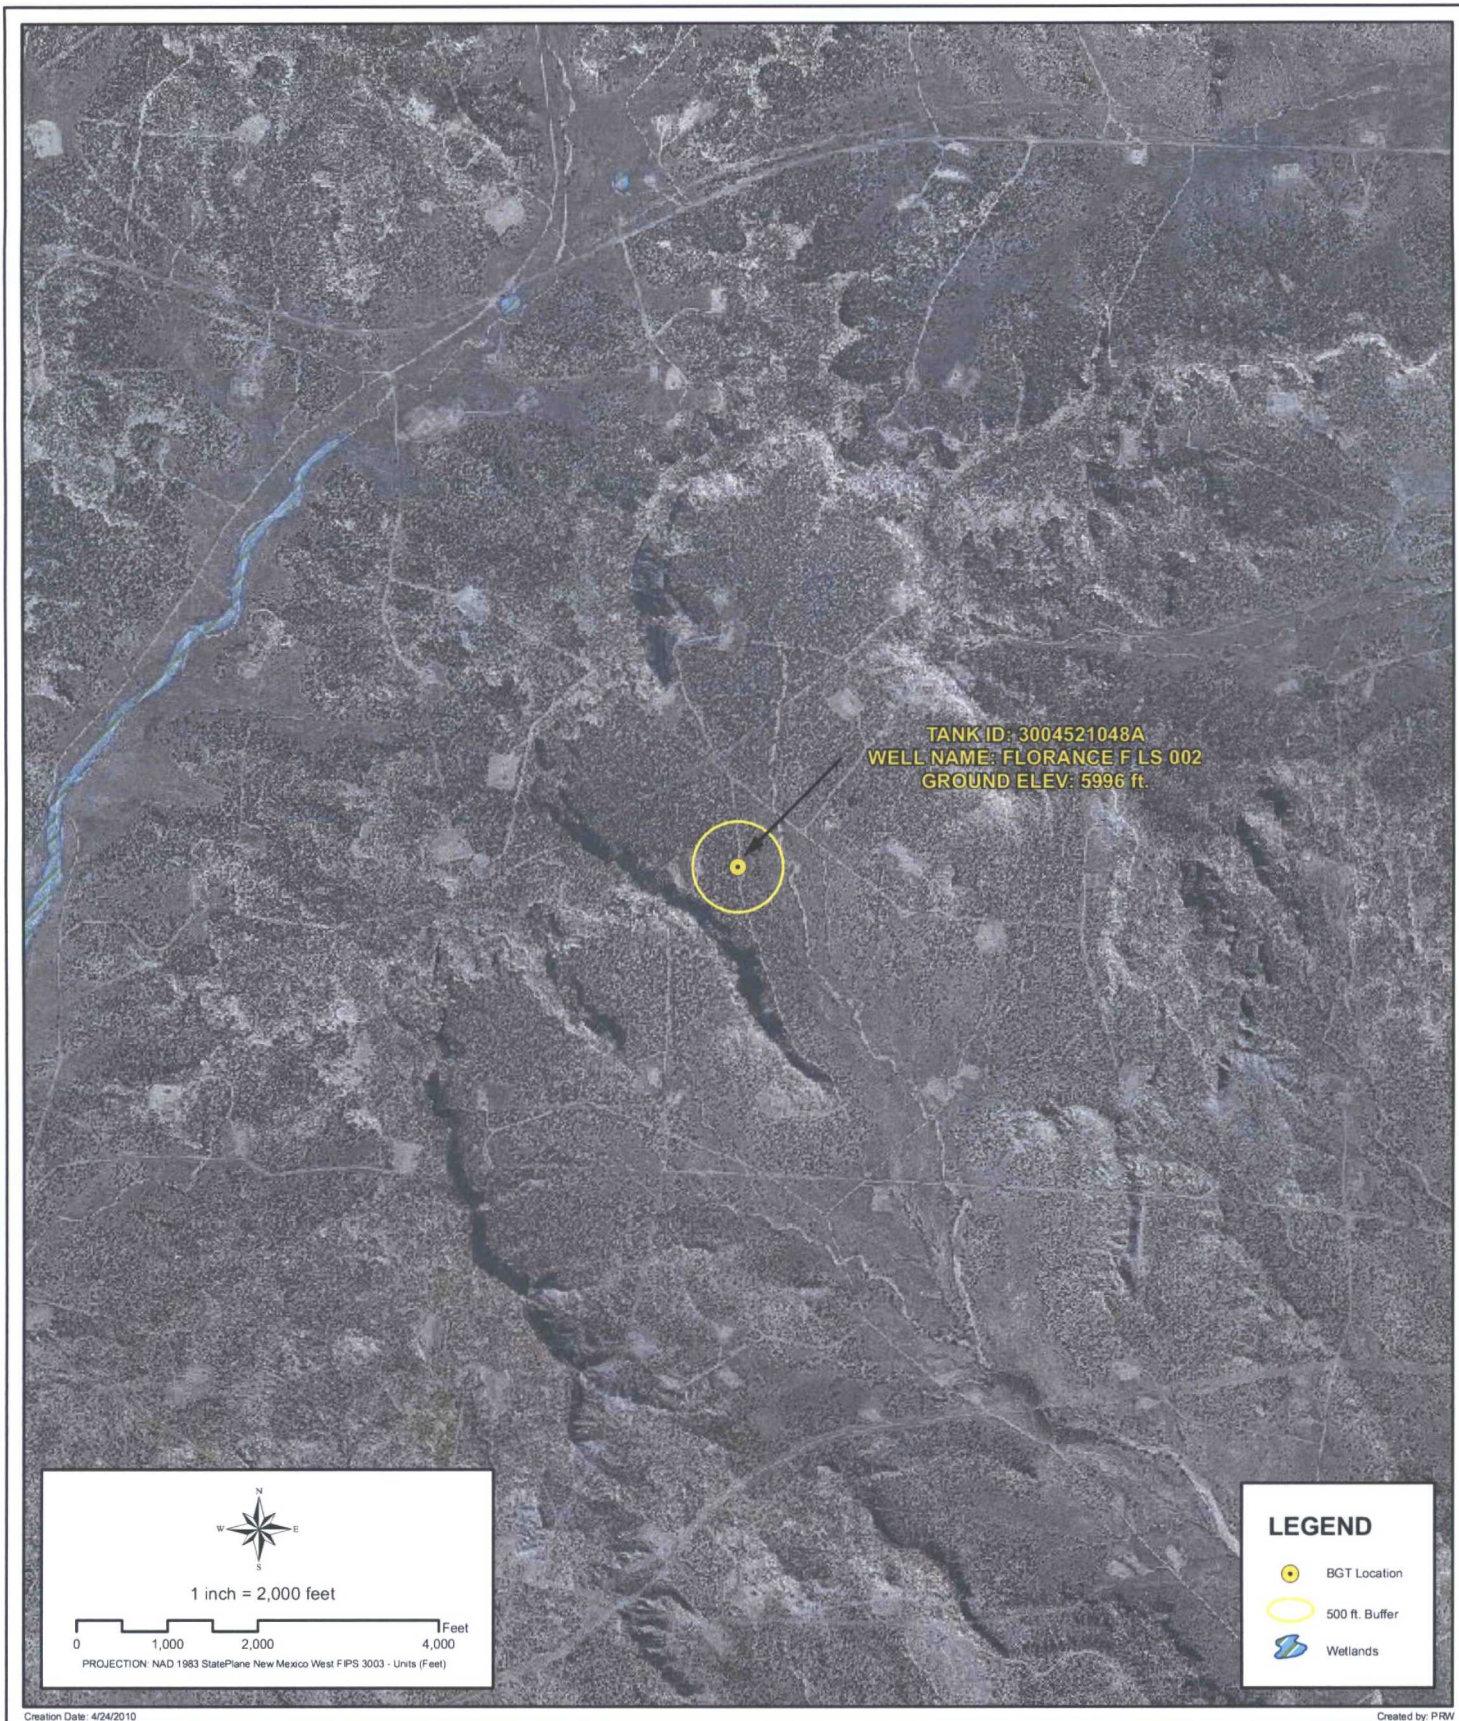 TANK ID: 3004521048A
WELL NAME: FLORANCE F LS 002
GROUND ELEV: 5996 ft.
N
W E
S
1 inch = 2,000 feet
Feet
0 1,000 2,000 4,000
PROJECTION: NAD 1983 StatePlane New Mexico West FIPS 3003 - Units (Feet)
LEGEND
BGT Location
500 ft. Buffer
Wetlands
Creation Date: 4/24/2010
Created by: PRW